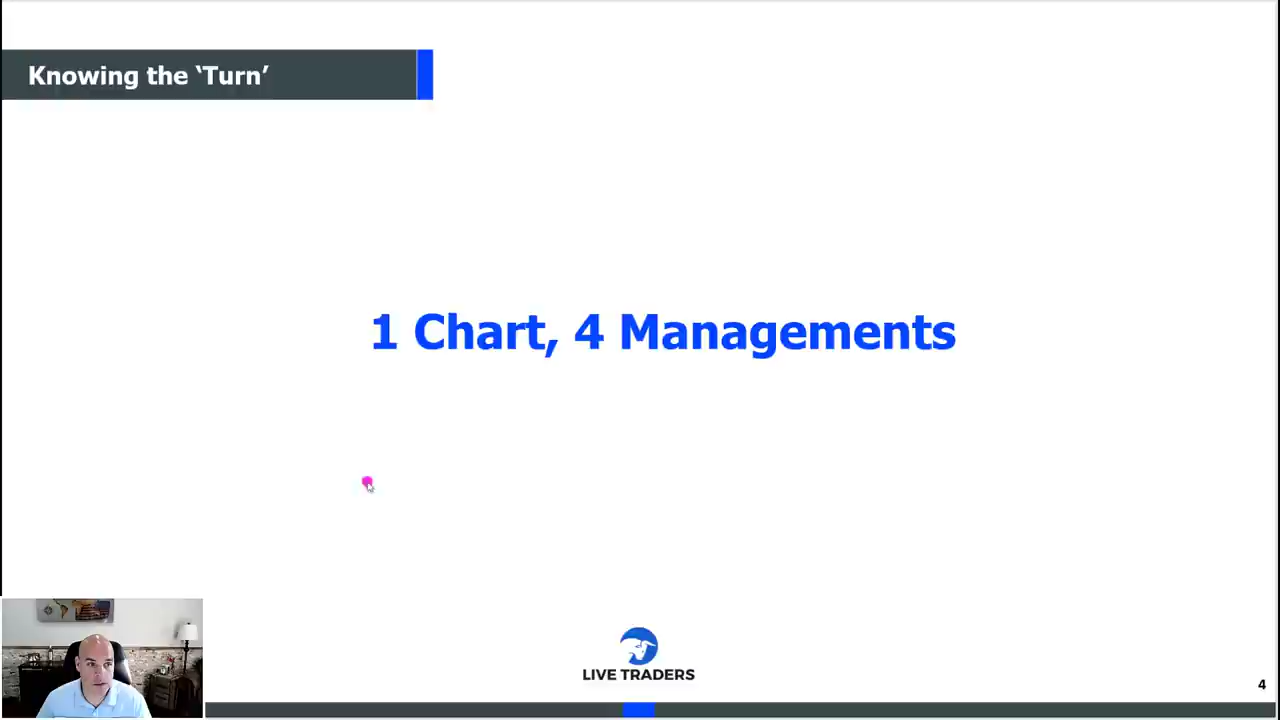 Knowing the ‘Turn’
1 Chart, 4 Managements
LIVE TRADERS
4